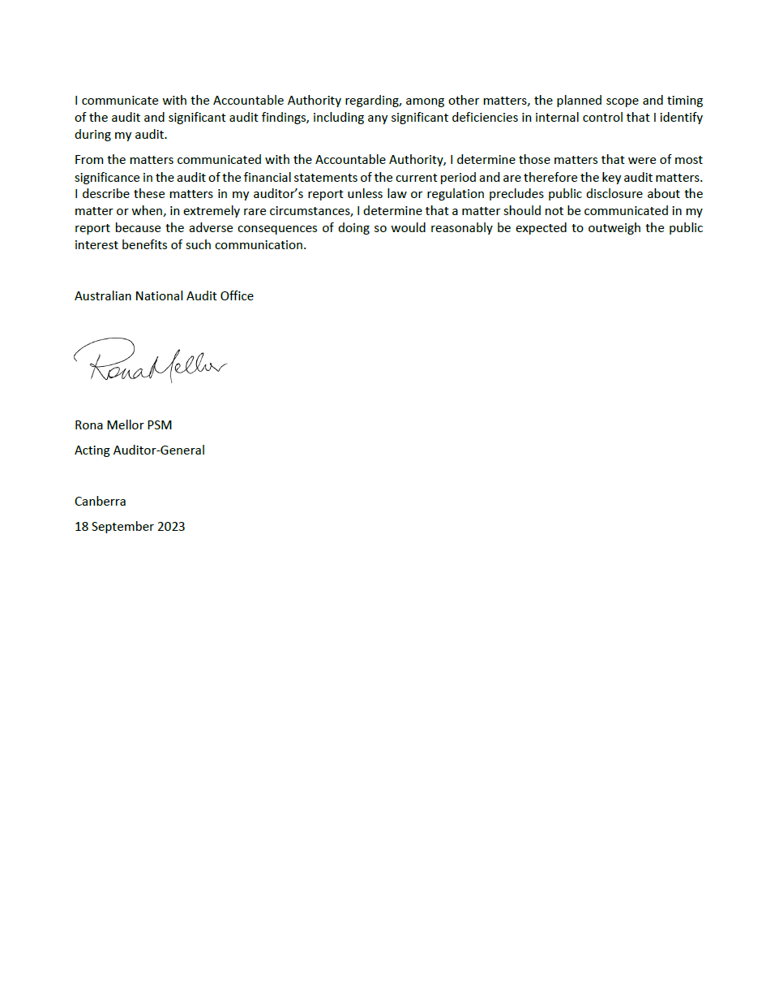 I communicate with the Accountable Authority regarding, among other matters, the planned scope and timing
of the audit and significant audit findings, including any significant deficiencies in internal control that I identify
during my audit.
From the matters communicated with the Accountable Authority, I determine those matters that were of most
significance in the audit of the financial statements of the current period and are therefore the key audit matters.
I describe these matters in my auditor’s report unless law or regulation precludes public disclosure about the
matter or when, in extremely rare circumstances, I determine that a matter should not be communicated in my
report because the adverse consequences of doing so would reasonably be expected to outweigh the public
interest benefits of such communication.
Australian National Audit Office
Rona Mellor
Rona Mellor PSM
Acting Auditor-General
Canberra
18 September 2023